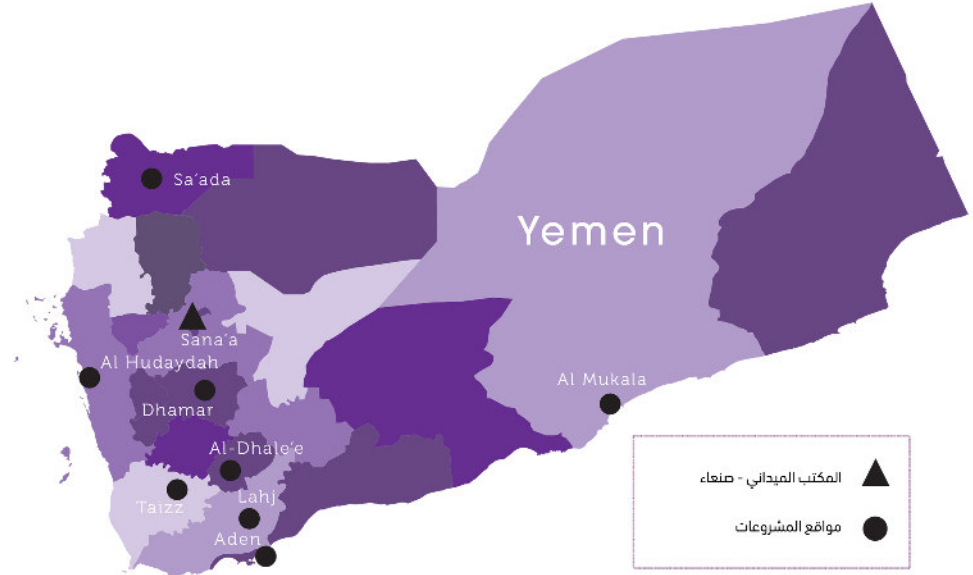 Sa'ada
Yemen
Sana'a
Al Hudaydah
Al Mukala
Dhamar
Al-Dhale'e
Lahj
Taizz
Aden
المكتب الميداني - صنعاء
مواقع المشروعات